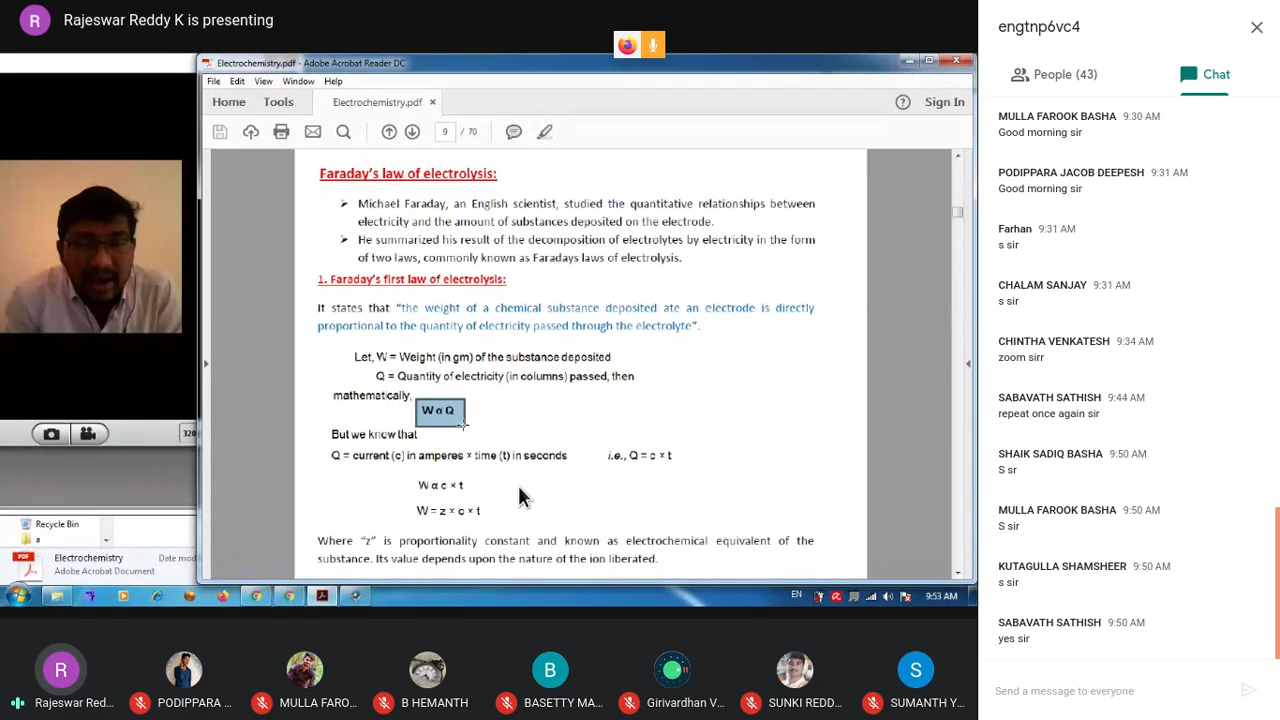 R
Rajeswar Reddy K is presenting
Electrochemistry.pdf - Adobe Acrobat Reader DC
File Edit View Window Help
Home Tools Electrochemistry.pdf × Sign In
9 / 70
Faraday's law of electrolysis:
➢ Michael Faraday, an English scientist, studied the quantitative relationships between
electricity and the amount of substances deposited on the electrode.
➢ He summarized his result of the decomposition of electrolytes by electricity in the form
of two laws, commonly known as Faradays laws of electrolysis.
1. Faraday's first law of electrolysis:
It states that "the weight of a chemical substance deposited ate an electrode is directly
proportional to the quantity of electricity passed through the electrolyte".
Let, W = Weight (in gm) of the substance deposited
Q = Quantity of electricity (in columns) passed, then
mathematically,
W α Q
But we know that
Q = current (c) in amperes × time (t) in seconds i.e., Q = c × t
W α c × t
W = z × c × t
Where "z" is proportionality constant and known as electrochemical equivalent of the
substance. Its value depends upon the nature of the ion liberated.
320
Recycle Bin
a
PDF
Electrochemistry Date mod
Adobe Acrobat Document
EN 9:53 AM
R
Rajeswar Red...
PODIPPARA ...
MULLA FARO...
B HEMANTH
B
BASETTY MA...
Girivardhan V...
SUNKI REDD...
S
SUMANTH Y...
engtnp6vc4
People (43) Chat
MULLA FAROOK BASHA 9:30 AM
Good morning sir
PODIPPARA JACOB DEEPESH 9:31 AM
Good morning sir
Farhan 9:31 AM
s sir
CHALAM SANJAY 9:31 AM
s sir
CHINTHA VENKATESH 9:34 AM
zoom sirr
SABAVATH SATHISH 9:44 AM
repeat once again sir
SHAIK SADIQ BASHA 9:50 AM
S sr
MULLA FAROOK BASHA 9:50 AM
S sir
KUTAGULLA SHAMSHEER 9:50 AM
s sir
SABAVATH SATHISH 9:50 AM
yes sir
Send a message to everyone